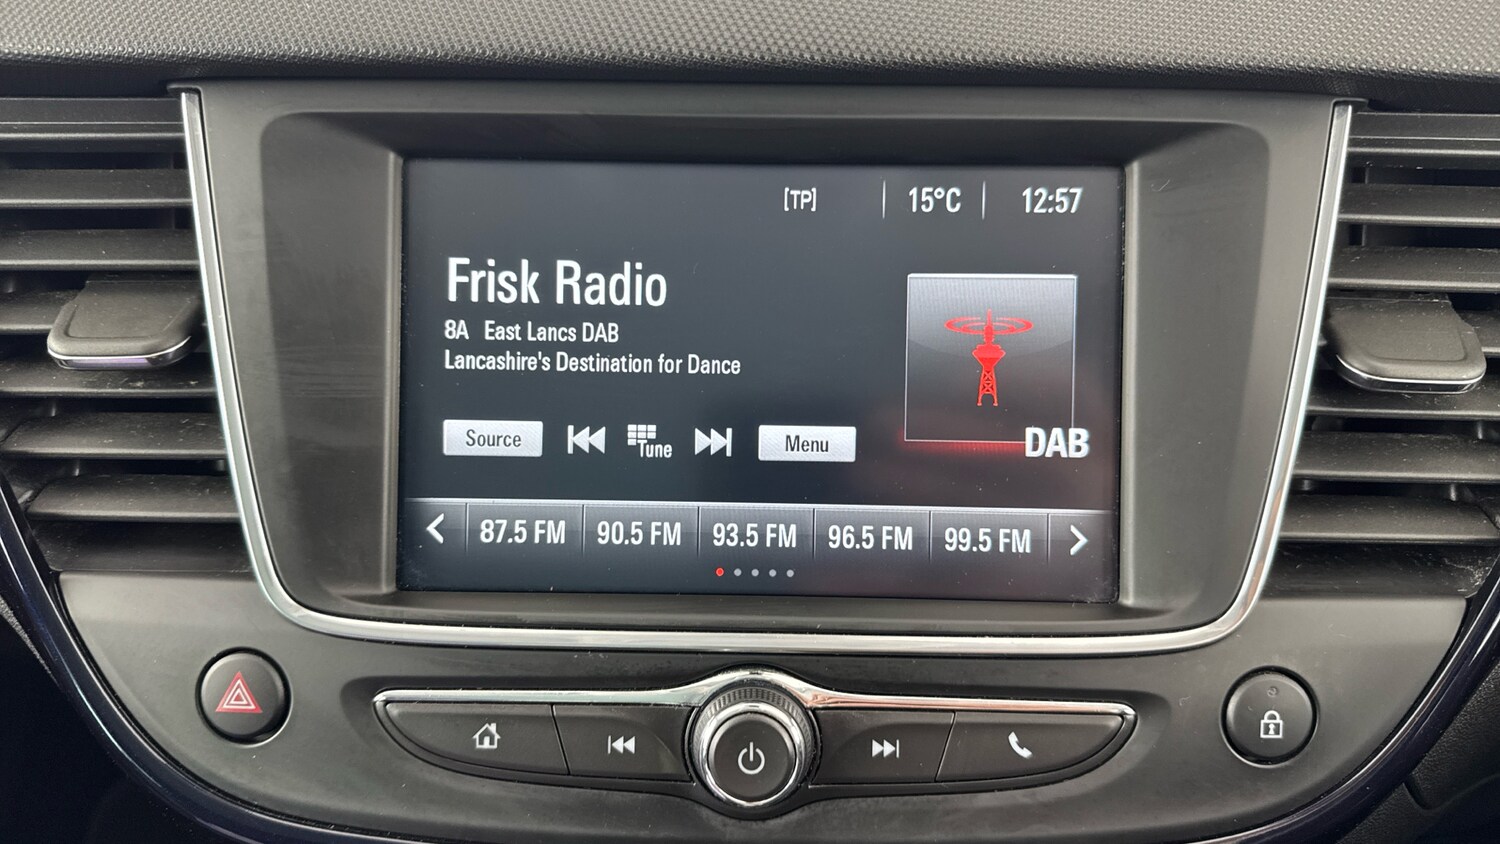 [TP] 15°C 12:57
Frisk Radio
8A East Lancs DAB
Lancashire's Destination for Dance
Source Tune Menu
DAB
87.5 FM 90.5 FM 93.5 FM 96.5 FM 99.5 FM